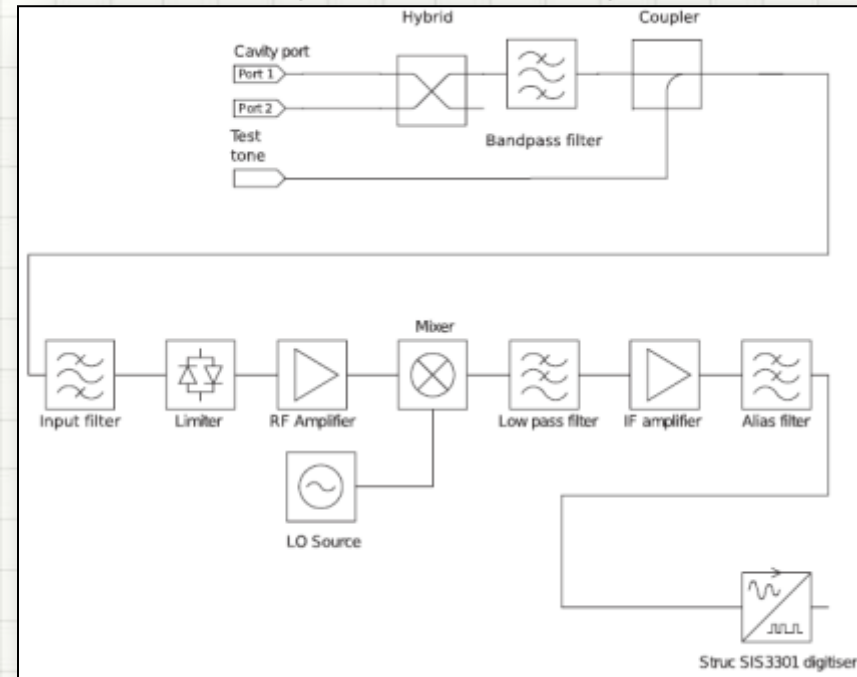 Hybrid
Coupler
Cavity port
Port 1
Port 2
Bandpass filter
Test
tone
Mixer
Input filter
Limiter
RF Amplifier
Low pass filter
IF amplifier
Alias filter
LO Source
Struc SIS3301 digitiser